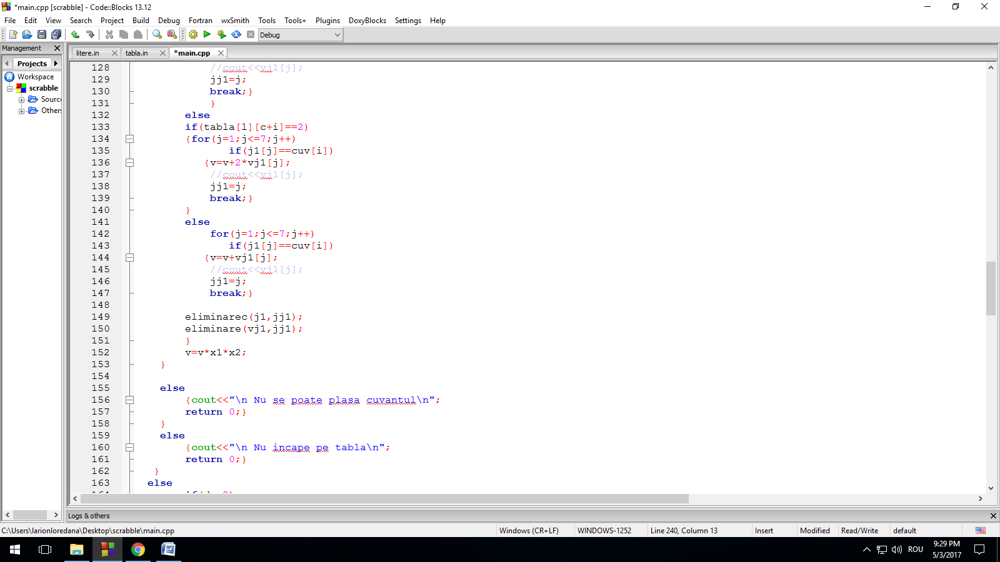 *main.cpp [scrabble] - Code::Blocks 13.12
File Edit View Search Project Build Debug Fortran wxSmith Tools Tools+ Plugins DoxyBlocks Settings Help
Debug
Management
litere.in tabla.in *main.cpp
Projects
Workspace
scrabble
Sourc
Others
128 //cout<<vj1[j];
129 jj1=j;
130 break;}
131 }
132 else
133 if(tabla[l][c+i]==2)
134 {for(j=1;j<=7;j++)
135 if(j1[j]==cuv[i])
136 {v=v+2*vj1[j];
137 //cout<<vj1[j];
138 jj1=j;
139 break;}
140 }
141 else
142 for(j=1;j<=7;j++)
143 if(j1[j]==cuv[i])
144 {v=v+vj1[j];
145 //cout<<vj1[j];
146 jj1=j;
147 break;}
148
149 eliminarec(j1,jj1);
150 eliminare(vj1,jj1);
151 }
152 v=v*x1*x2;
153 }
154
155 else
156 {cout<<"\n Nu se poate plasa cuvantul\n";
157 return 0;}
158 }
159 else
160 {cout<<"\n Nu incape pe tabla\n";
161 return 0;}
162 }
163 else
Logs & others
C:\Users\larionloredana\Desktop\scrabble\main.cpp Windows (CR+LF) WINDOWS-1252 Line 240, Column 13 Insert Modified Read/Write default
ROU
9:29 PM
5/3/2017